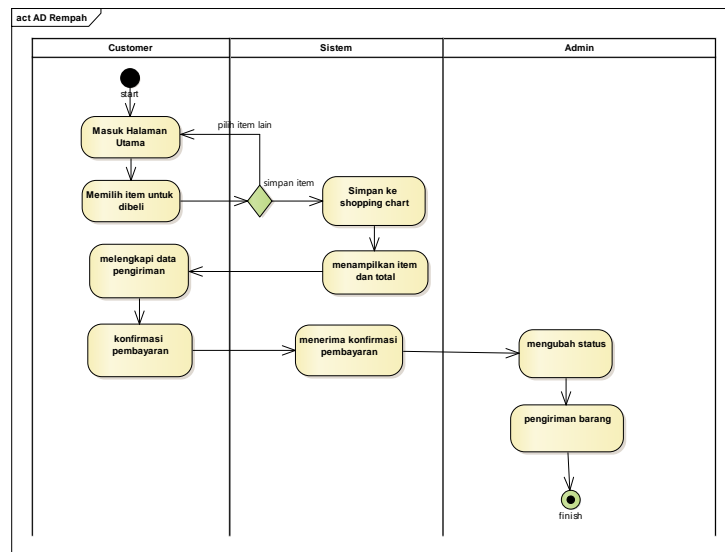 act AD Rempah
Customer
Sistem
Admin
start
pilih item lain
Masuk Halaman
Utama
Memilih item untuk
dibeli
simpan item
Simpan ke
shopping chart
melengkapi data
pengiriman
menampilkan item
dan total
konfirmasi
pembayaran
menerima konfirmasi
pembayaran
mengubah status
pengiriman barang
finish